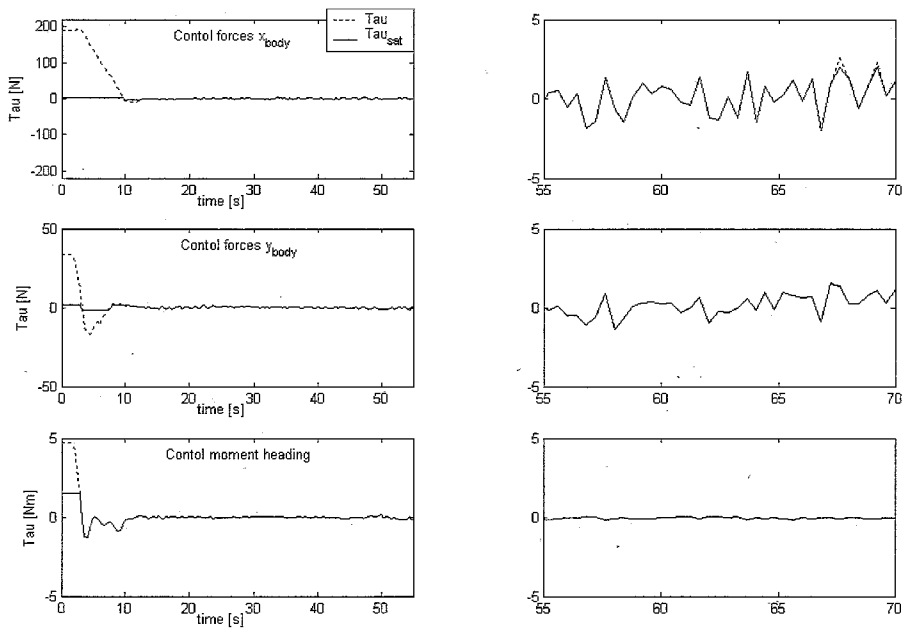 200
100
0
-100
-200
Tau [N]
Contol forces x_body
Tau
Tau_sat
0 10 20 30 40 50
time [s]
5
0
-5
55 60 65 70
50
0
-50
Tau [N]
Contol forces y_body
0 10 20 30 40 50
time [s]
5
0
-5
55 60 65 70
5
0
-5
Tau [Nm]
Contol moment heading
0 10 20 30 40 50
time [s]
5
0
-5
55 60 65 70